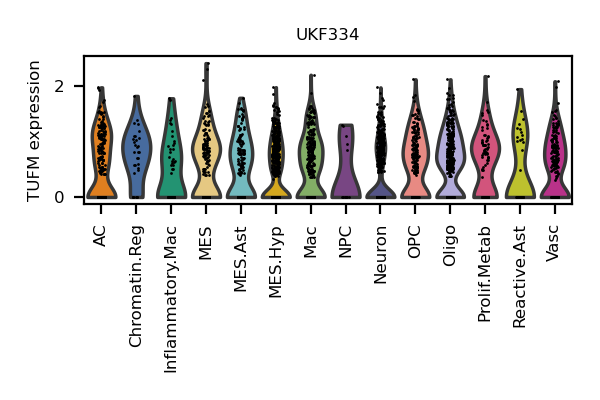 UKF334
TUFM expression
2
0
AC
Chromatin.Reg
Inflammatory.Mac
MES
MES.Ast
MES.Hyp
Mac
NPC
Neuron
OPC
Oligo
Prolif.Metab
Reactive.Ast
Vasc